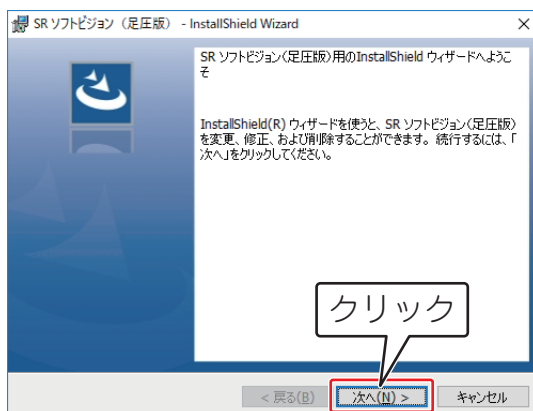 SR ソフトビジョン（足圧版） - InstallShield Wizard
SR ソフトビジョン(足圧版)用のInstallShield ウィザードへようこ
そ
InstallShield(R) ウィザードを使うと、SR ソフトビジョン(足圧版)
を変更、修正、および削除することができます。続行するには、「
次へ」をクリックしてください。
クリック
< 戻る(B)
次へ(N) >
キャンセル